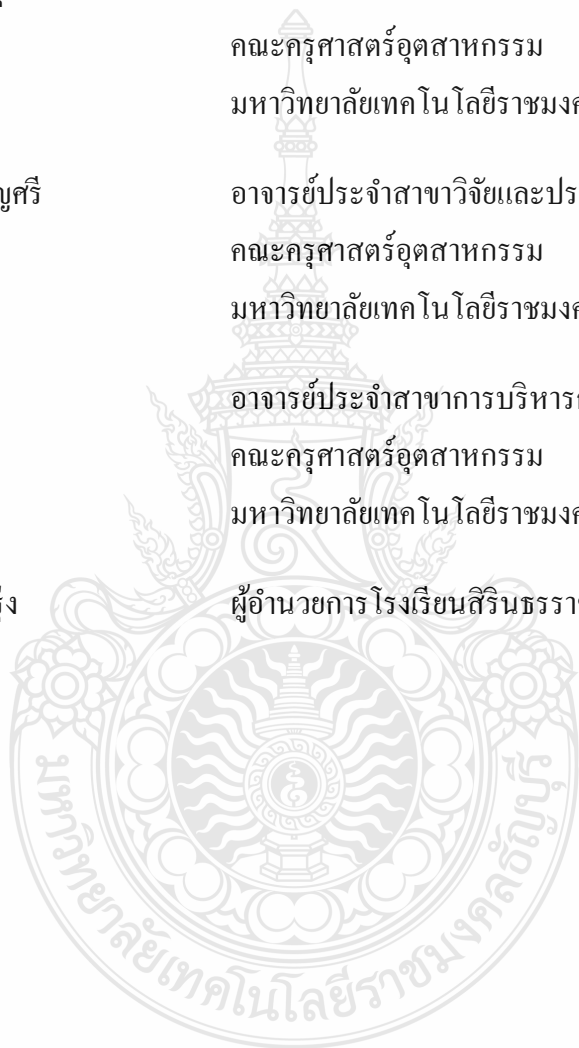 คณะครุศาสตร์อุตสาหกรรม
มหาวิทยาลัยเทคโนโลยีราชมงค
ญศรี อาจารย์ประจำสาขาวิจัยและประ
คณะครุศาสตร์อุตสาหกรรม
มหาวิทยาลัยเทคโนโลยีราชมงค
อาจารย์ประจำสาขาการบริหารก
คณะครุศาสตร์อุตสาหกรรม
มหาวิทยาลัยเทคโนโลยีราชมงค
ผู้อำนวยการโรงเรียนสิรินธรราช
มหาวิทยาลัยเทคโนโลยีราชมงคลธัญบุรี